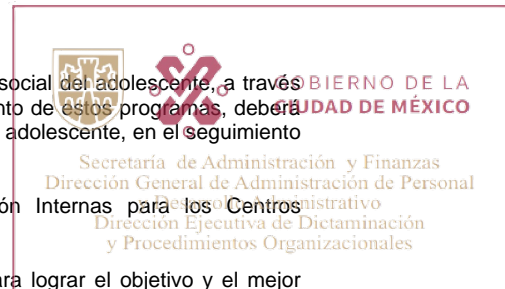 social del adolescente, a través
GOBIERNO DE LA
nto de estos programas, deberá
CIUDAD DE MÉXICO
adolescente, en el seguimiento
Secretaría de Administración y Finanzas
Dirección General de Administración de Personal
ón Internas para los Centros
y Desarrollo Administrativo
Dirección Ejecutiva de Dictaminación
y Procedimientos Organizacionales
ara lograr el objetivo y el mejor